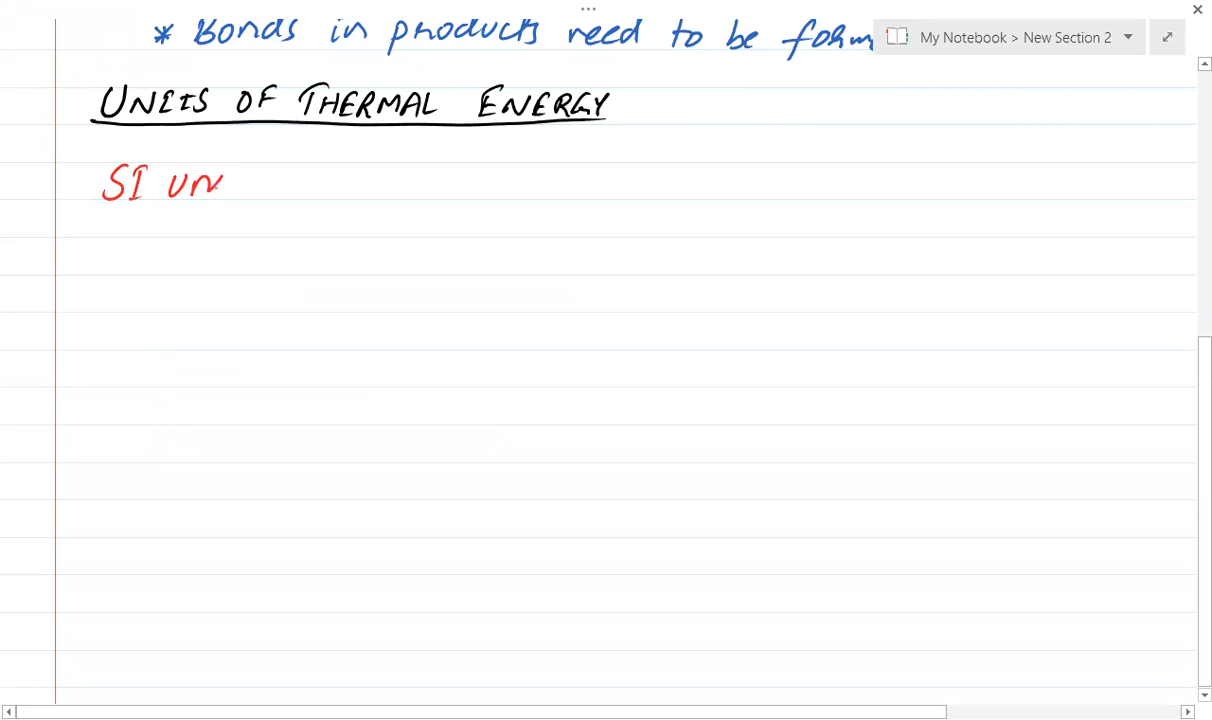 * Bonds in products need to be form
My Notebook > New Section 2
UNITS OF THERMAL ENERGY
SI UN